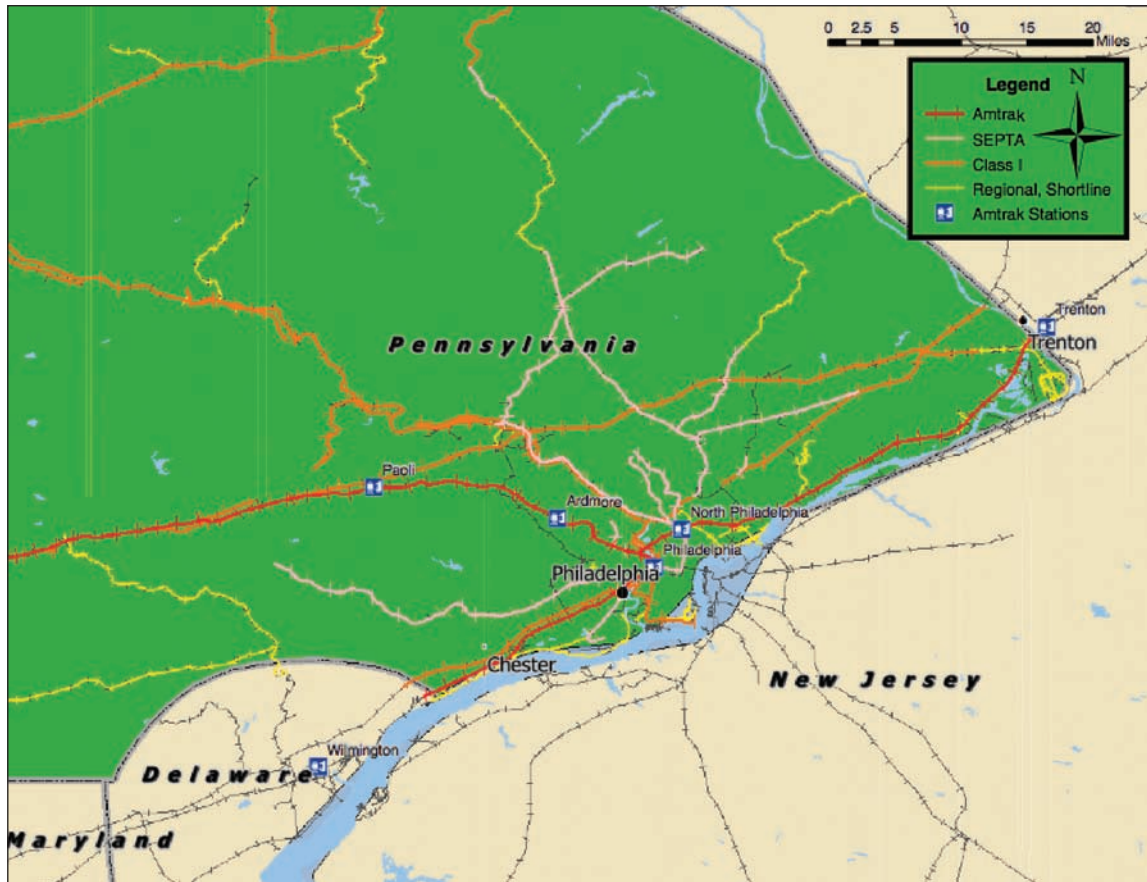 0 2.5 5 10 15 20
Miles
Legend
N
Amtrak
SEPTA
Class I
Regional, Shortline
Amtrak Stations
Pennsylvania
Trenton
Trenton
Paoli
Ardmore
North Philadelphia
Philadelphia
Philadelphia
Chester
New Jersey
Wilmington
Delaware
Maryland